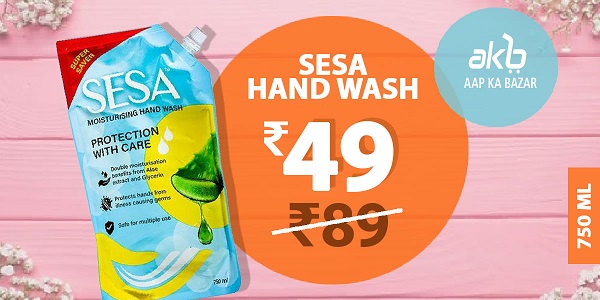 SUPER
SAVER
SESA
MOISTURISING HAND WASH
PROTECTION
WITH CARE
Double moisturisation
benefits from Aloe
extract and Glycerin
Protects hands from
illness causing germs
Safe for multiple use
750 ml
SESA
HAND WASH
₹49
₹89
akb
AAP KA BAZAR
750 ML